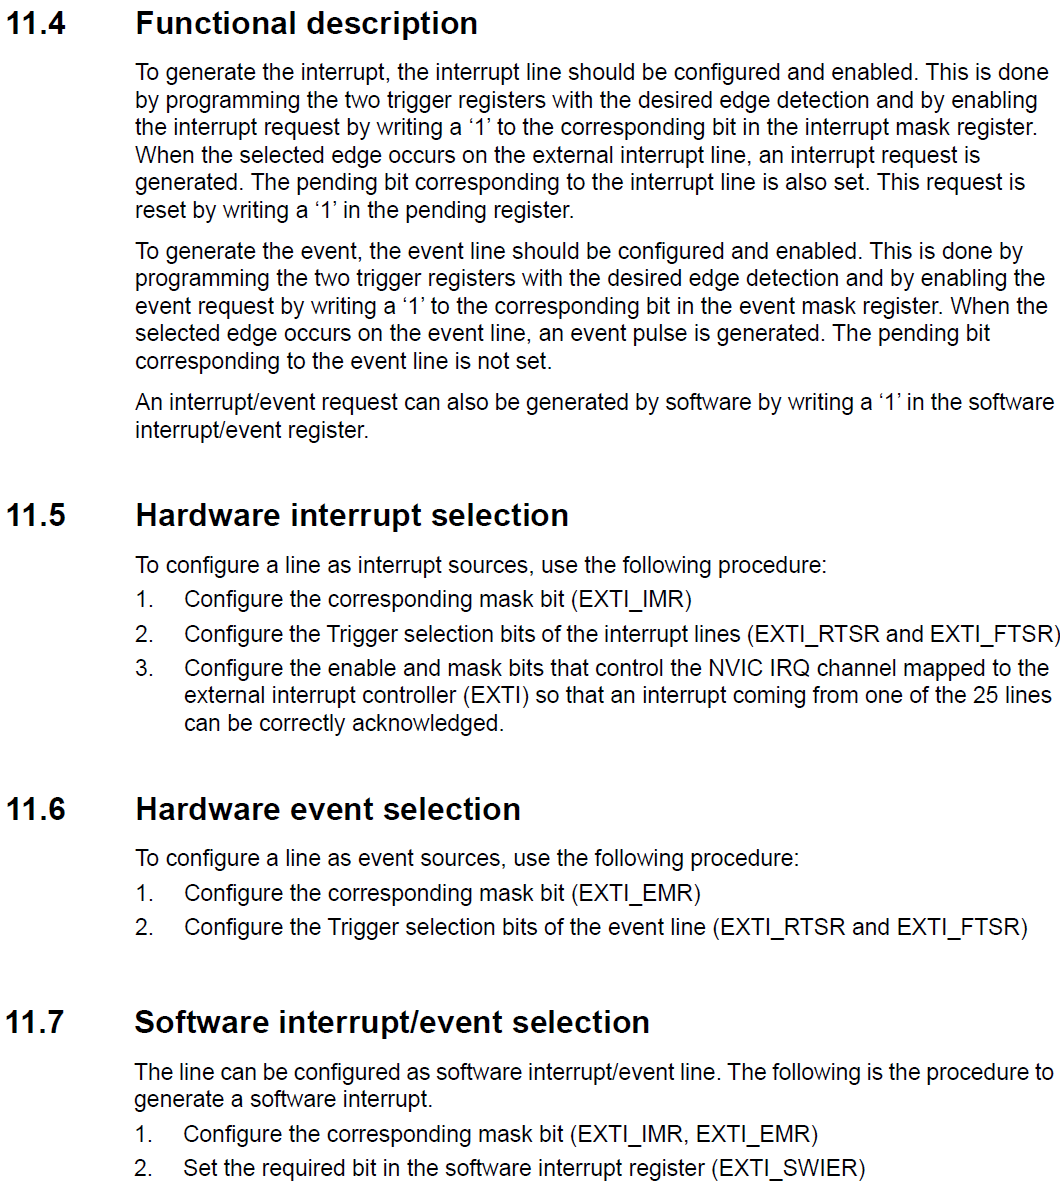 11.4 Functional description
To generate the interrupt, the interrupt line should be configured and enabled. This is done
by programming the two trigger registers with the desired edge detection and by enabling
the interrupt request by writing a ‘1’ to the corresponding bit in the interrupt mask register.
When the selected edge occurs on the external interrupt line, an interrupt request is
generated. The pending bit corresponding to the interrupt line is also set. This request is
reset by writing a ‘1’ in the pending register.
To generate the event, the event line should be configured and enabled. This is done by
programming the two trigger registers with the desired edge detection and by enabling the
event request by writing a ‘1’ to the corresponding bit in the event mask register. When the
selected edge occurs on the event line, an event pulse is generated. The pending bit
corresponding to the event line is not set.
An interrupt/event request can also be generated by software by writing a ‘1’ in the software
interrupt/event register.
11.5 Hardware interrupt selection
To configure a line as interrupt sources, use the following procedure:
1. Configure the corresponding mask bit (EXTI_IMR)
2. Configure the Trigger selection bits of the interrupt lines (EXTI_RTSR and EXTI_FTSR)
3. Configure the enable and mask bits that control the NVIC IRQ channel mapped to the
external interrupt controller (EXTI) so that an interrupt coming from one of the 25 lines
can be correctly acknowledged.
11.6 Hardware event selection
To configure a line as event sources, use the following procedure:
1. Configure the corresponding mask bit (EXTI_EMR)
2. Configure the Trigger selection bits of the event line (EXTI_RTSR and EXTI_FTSR)
11.7 Software interrupt/event selection
The line can be configured as software interrupt/event line. The following is the procedure to
generate a software interrupt.
1. Configure the corresponding mask bit (EXTI_IMR, EXTI_EMR)
2. Set the required bit in the software interrupt register (EXTI_SWIER)